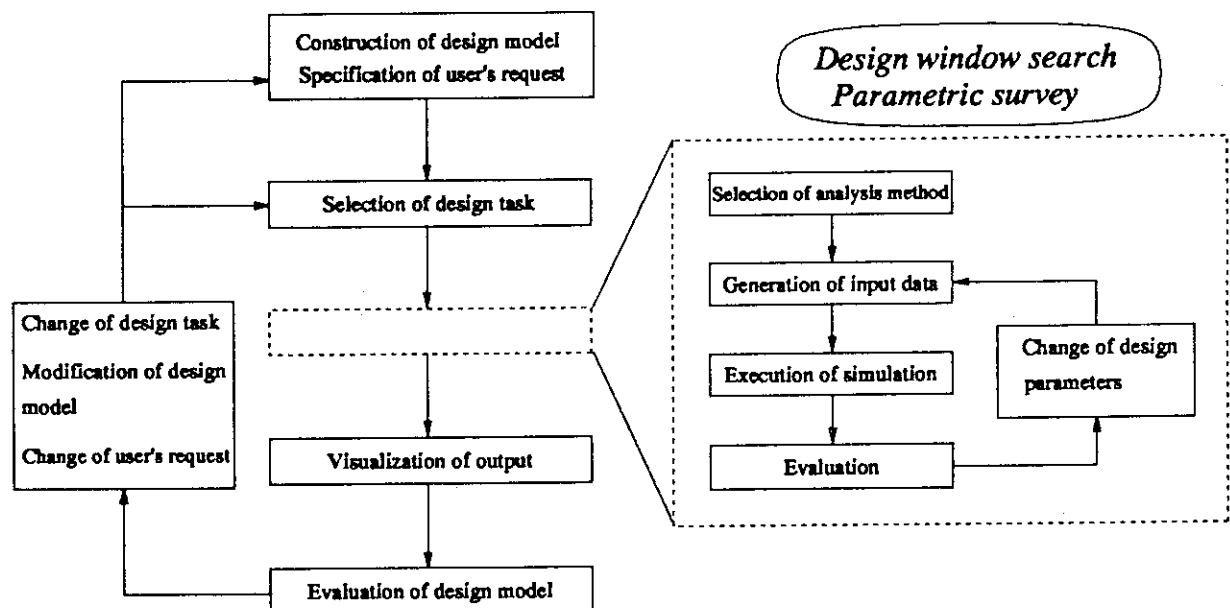 Construction of design model
Specification of user's request
Selection of design task
Change of design task
Modification of design
model
Change of user's request
Visualization of output
Evaluation of design model
Design window search
Parametric survey
Selection of analysis method
Generation of input data
Execution of simulation
Evaluation
Change of design
parameters